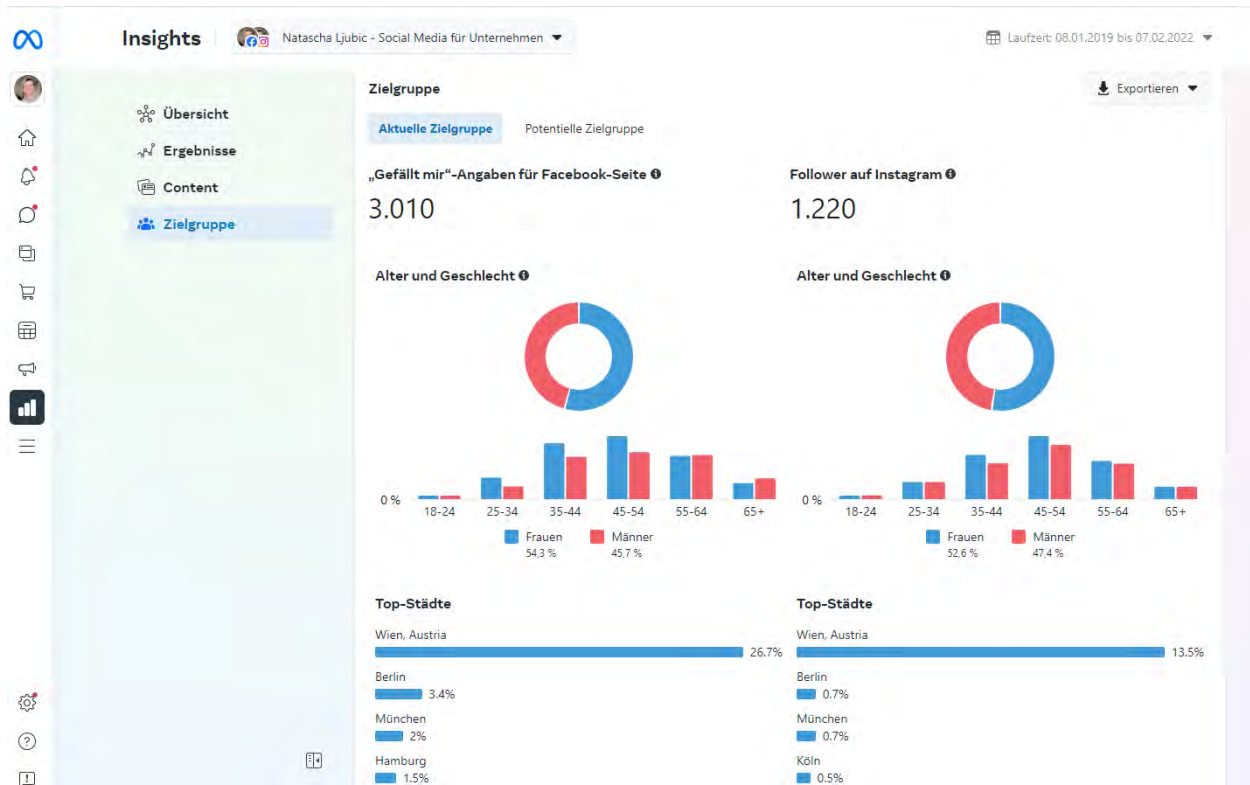 Insights
Natascha Ljubic - Social Media für Unternehmen
Laufzeit: 08.01.2019 bis 07.02.2022
Übersicht
Ergebnisse
Content
Zielgruppe
Zielgruppe
Exportieren
Aktuelle Zielgruppe
Potentielle Zielgruppe
„Gefällt mir“-Angaben für Facebook-Seite
3.010
Follower auf Instagram
1.220
Alter und Geschlecht
0 %
18-24 25-34 35-44 45-54 55-64 65+
Frauen Männer
54,3 % 45,7 %
Alter und Geschlecht
0 %
18-24 25-34 35-44 45-54 55-64 65+
Frauen Männer
52,6 % 47,4 %
Top-Städte
Wien, Austria
26.7%
Berlin
3.4%
München
2%
Hamburg
1.5%
Top-Städte
Wien, Austria
13.5%
Berlin
0.7%
München
0.7%
Köln
0.5%